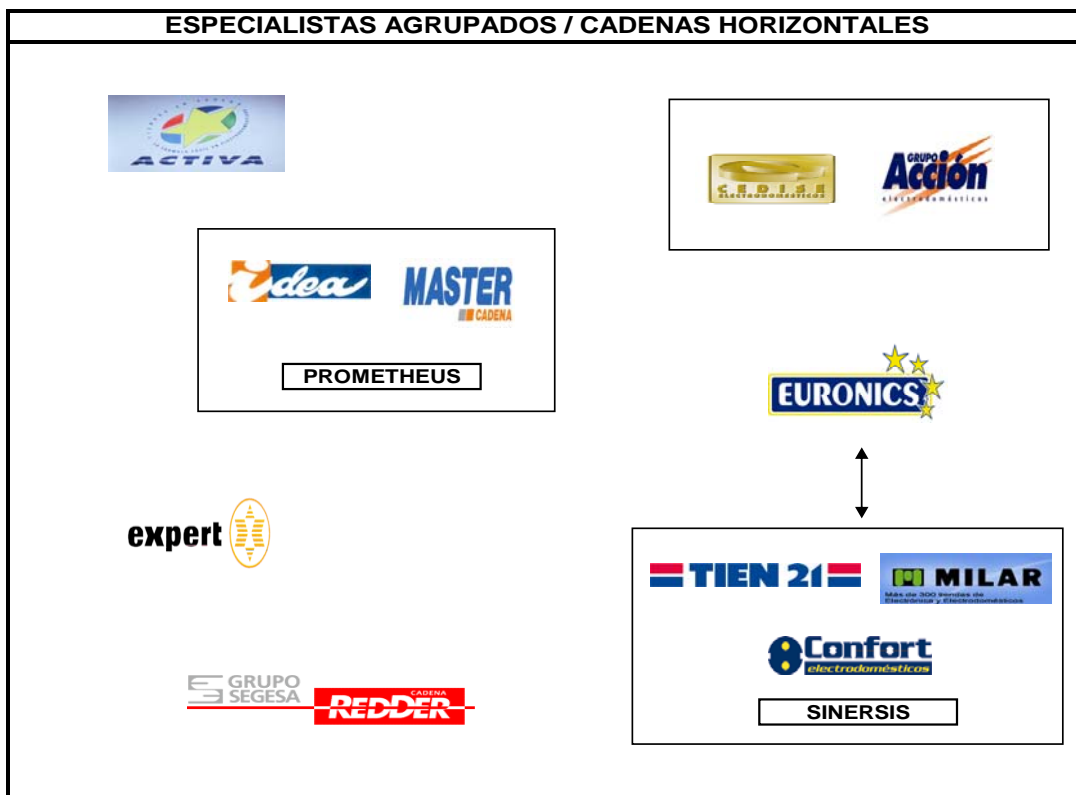 ESPECIALISTAS AGRUPADOS / CADENAS HORIZONTALES
ACTIVA
CEDISE
ELECTRODOMÉSTICOS
GRUPO
Acción
electrodomésticos
idea
MASTER
CADENA
PROMETHEUS
EURONICS
expert
TIEN 21
MILAR
Más de 300 tiendas de
Electrónica y Electrodomésticos
Confort
electrodomésticos
SINERSIS
GRUPO
SEGESA
CADENA
REDDER